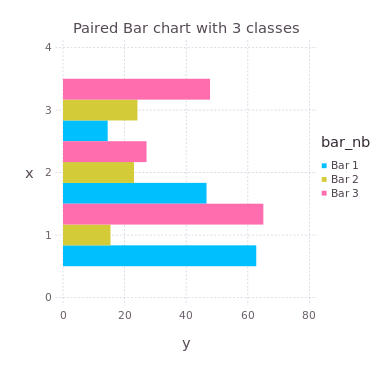 Paired Bar chart with 3 classes
4
3
2
1
0
x
0 20 40 60 80
y
bar_nb
Bar 1
Bar 2
Bar 3